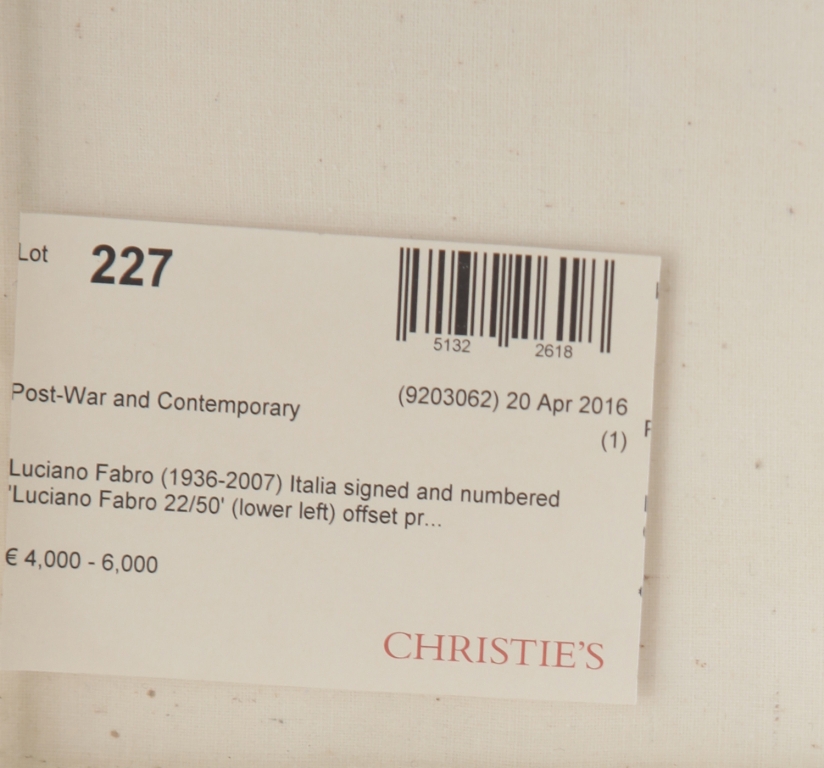 Lot 227
5132 2618
Post-War and Contemporary (9203062) 20 Apr 2016
(1)
Luciano Fabro (1936-2007) Italia signed and numbered
'Luciano Fabro 22/50' (lower left) offset pr...
€ 4,000 - 6,000
CHRISTIE'S